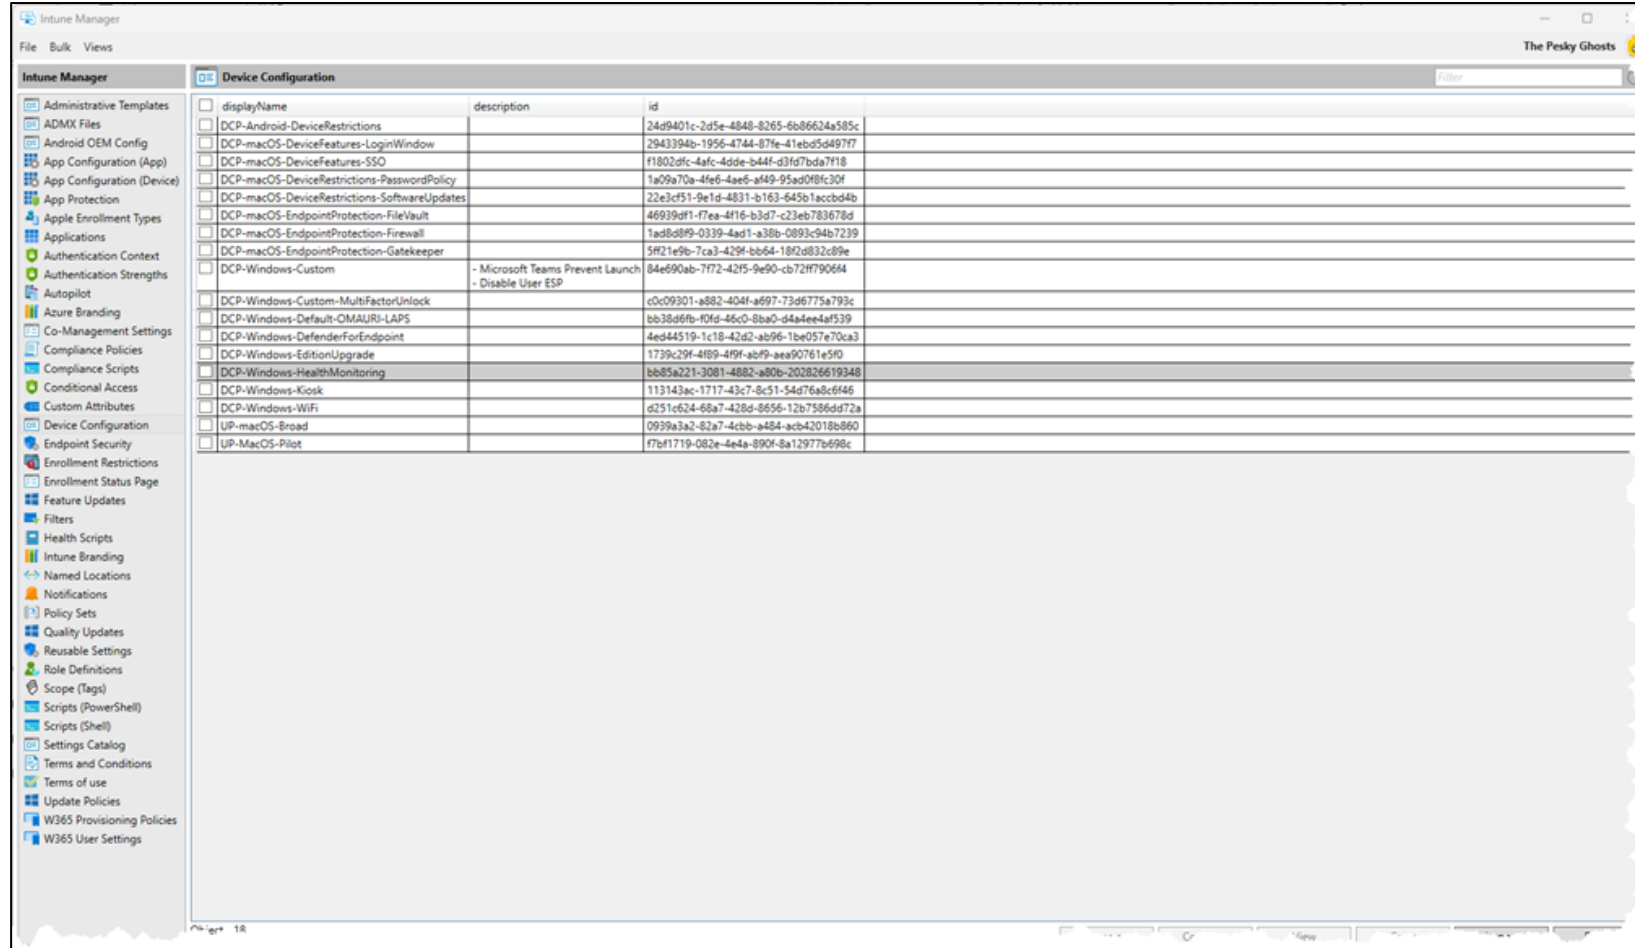 Intune Manager
File Bulk Views
The Pesky Ghosts
Intune Manager
Device Configuration
Filter
Administrative Templates
ADMX Files
Android OEM Config
App Configuration (App)
App Configuration (Device)
App Protection
Apple Enrollment Types
Applications
Authentication Context
Authentication Strengths
Autopilot
Azure Branding
Co-Management Settings
Compliance Policies
Compliance Scripts
Conditional Access
Custom Attributes
Device Configuration
Endpoint Security
Enrollment Restrictions
Enrollment Status Page
Feature Updates
Filters
Health Scripts
Intune Branding
Named Locations
Notifications
Policy Sets
Quality Updates
Reusable Settings
Role Definitions
Scope (Tags)
Scripts (PowerShell)
Scripts (Shell)
Settings Catalog
Terms and Conditions
Terms of use
Update Policies
W365 Provisioning Policies
W365 User Settings
displayName description id
DCP-Android-DeviceRestrictions 24d9401c-2d5e-4848-8265-6b86624a585c
DCP-macOS-DeviceFeatures-LoginWindow 2943394b-1956-4744-87fe-41ebd5d497f7
DCP-macOS-DeviceFeatures-SSO f1802dfc-4afc-4dde-b44f-d3fd7bda7f18
DCP-macOS-DeviceRestrictions-PasswordPolicy 1a09a70a-4fe6-4ae6-af49-95ad0f8fc30f
DCP-macOS-DeviceRestrictions-SoftwareUpdates 22e3cf51-9e1d-4831-b163-645b1accbd4b
DCP-macOS-EndpointProtection-FileVault 46939df1-f7ea-4f16-b3d7-c23eb783678d
DCP-macOS-EndpointProtection-Firewall 1ad8d8f9-0339-4ad1-a38b-0893c94b7239
DCP-macOS-EndpointProtection-Gatekeeper 5ff21e9b-7ca3-429f-bb64-18f2d832c89e
DCP-Windows-Custom - Microsoft Teams Prevent Launch 84e690ab-7f72-42f5-9e90-cb72ff7906f4
- Disable User ESP
DCP-Windows-Custom-MultiFactorUnlock c0c09301-a882-404f-a697-73d6775a793c
DCP-Windows-Default-OMAURI-LAPS bb38d6fb-f0fd-46c0-8ba0-d4a4ee4af539
DCP-Windows-DefenderForEndpoint 4ed44519-1c18-42d2-ab96-1be057e70ca3
DCP-Windows-EditionUpgrade 1739c29f-4f89-4f9f-abf9-aea90761e5f0
DCP-Windows-HealthMonitoring bb85a221-3081-4882-a80b-202826619348
DCP-Windows-Kiosk 113143ac-1717-43c7-8c51-54d76a8c6f46
DCP-Windows-WiFi d251c624-68a7-428d-8656-12b7586dd72a
UP-macOS-Broad 0939a3a2-82a7-4cbb-a484-acb42018b860
UP-MacOS-Pilot f7bf1719-082e-4e4a-890f-8a12977b698c
18
View